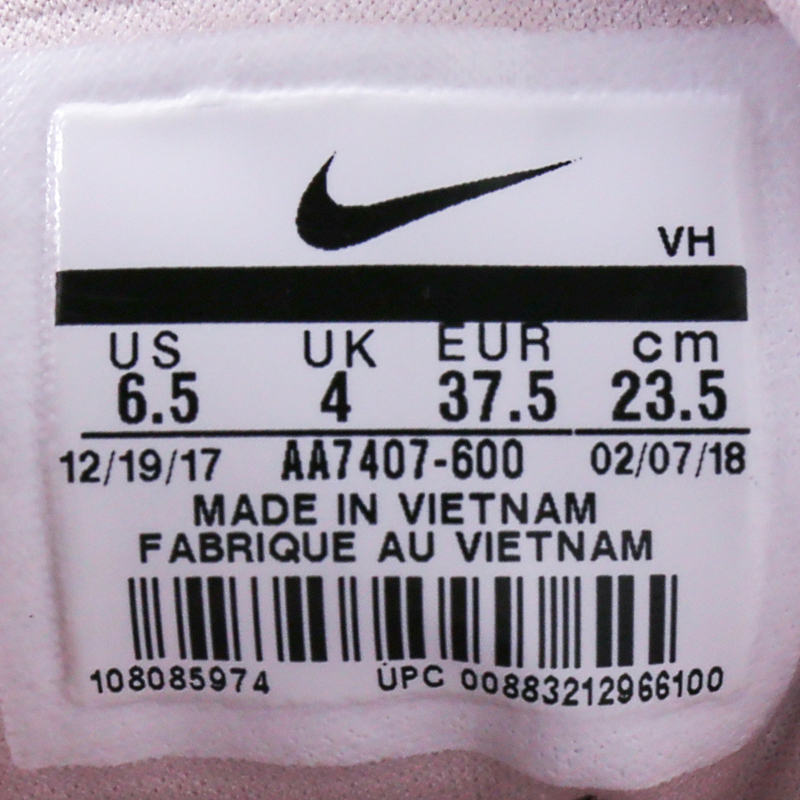 VH
US UK EUR cm
6.5 4 37.5 23.5
12/19/17 AA7407-600 02/07/18
MADE IN VIETNAM
FABRIQUE AU VIETNAM
108085974 UPC 00883212966100